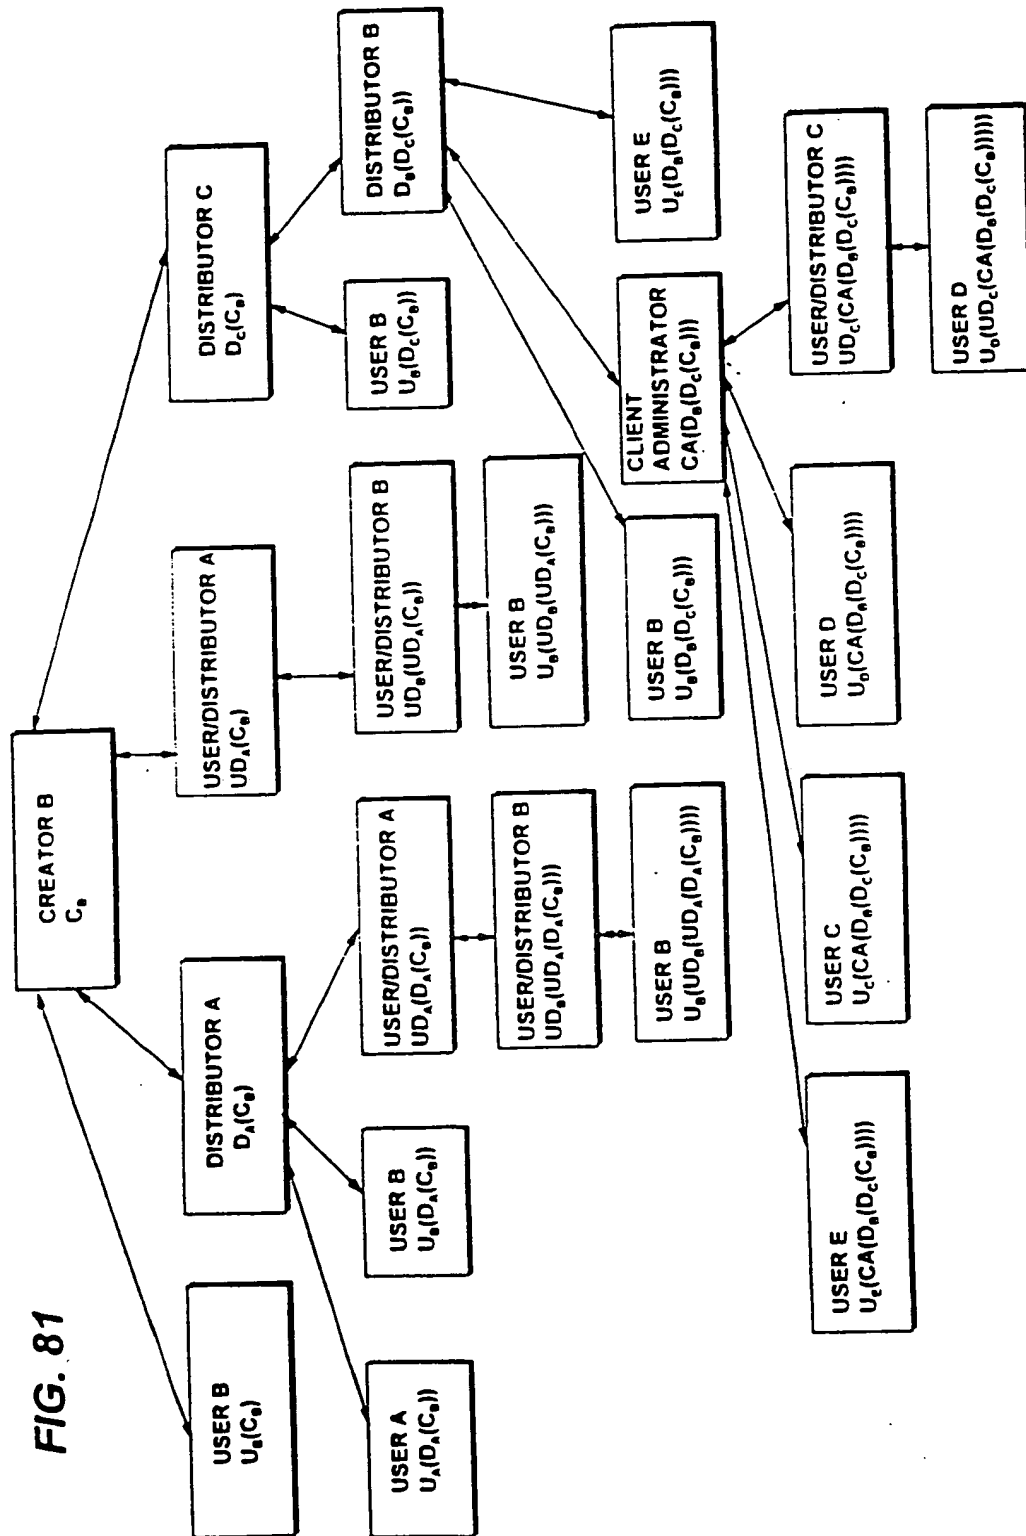 FIG. 81
CREATOR B
C_B
USER B
U_B(C_B)
DISTRIBUTOR A
D_A(C_B)
USER/DISTRIBUTOR A
UD_A(C_B)
DISTRIBUTOR C
D_C(C_B)
USER A
U_A(D_A(C_B))
USER B
U_B(D_A(C_B))
USER/DISTRIBUTOR A
UD_A(D_A(C_B))
USER/DISTRIBUTOR B
UD_B(UD_A(C_B))
USER B
U_B(D_C(C_B))
DISTRIBUTOR B
D_B(D_C(C_B))
USER/DISTRIBUTOR B
UD_B(UD_A(D_A(C_B)))
USER B
U_B(UD_B(UD_A(C_B)))
USER B
U_B(UD_B(UD_A(D_A(C_B))))
USER B
U_B(D_B(D_C(C_B)))
CLIENT
ADMINISTRATOR
CA(D_B(D_C(C_B)))
USER E
U_E(D_B(D_C(C_B)))
USER E
U_E(CA(D_B(D_C(C_B))))
USER C
U_C(CA(D_B(D_C(C_B))))
USER D
U_D(CA(D_B(D_C(C_B))))
USER/DISTRIBUTOR C
UD_C(CA(D_B(D_C(C_B))))
USER D
U_D(UD_C(CA(D_B(D_C(C_B)))))